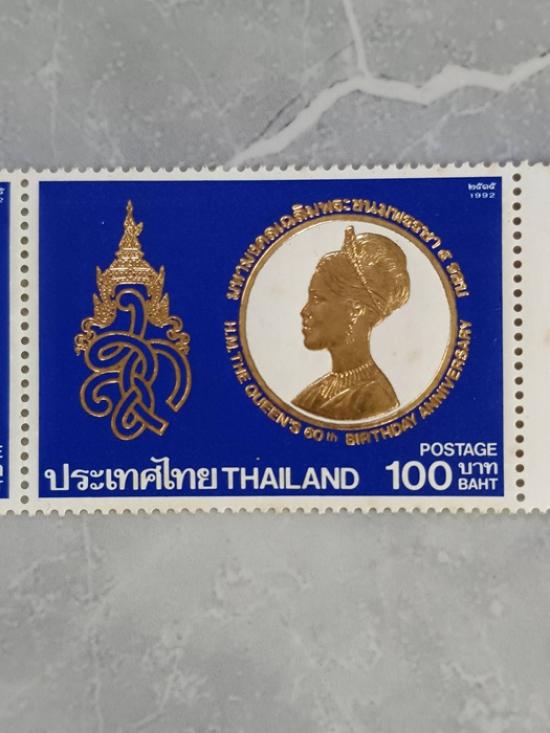 ๒๕๓๕
1992
มหามงคลเฉลิมพระชนมพรรษา ๕ รอบ
H.M. THE QUEEN'S 60th BIRTHDAY ANNIVERSARY
POSTAGE
ประเทศไทย THAILAND 100 บาท
BAHT